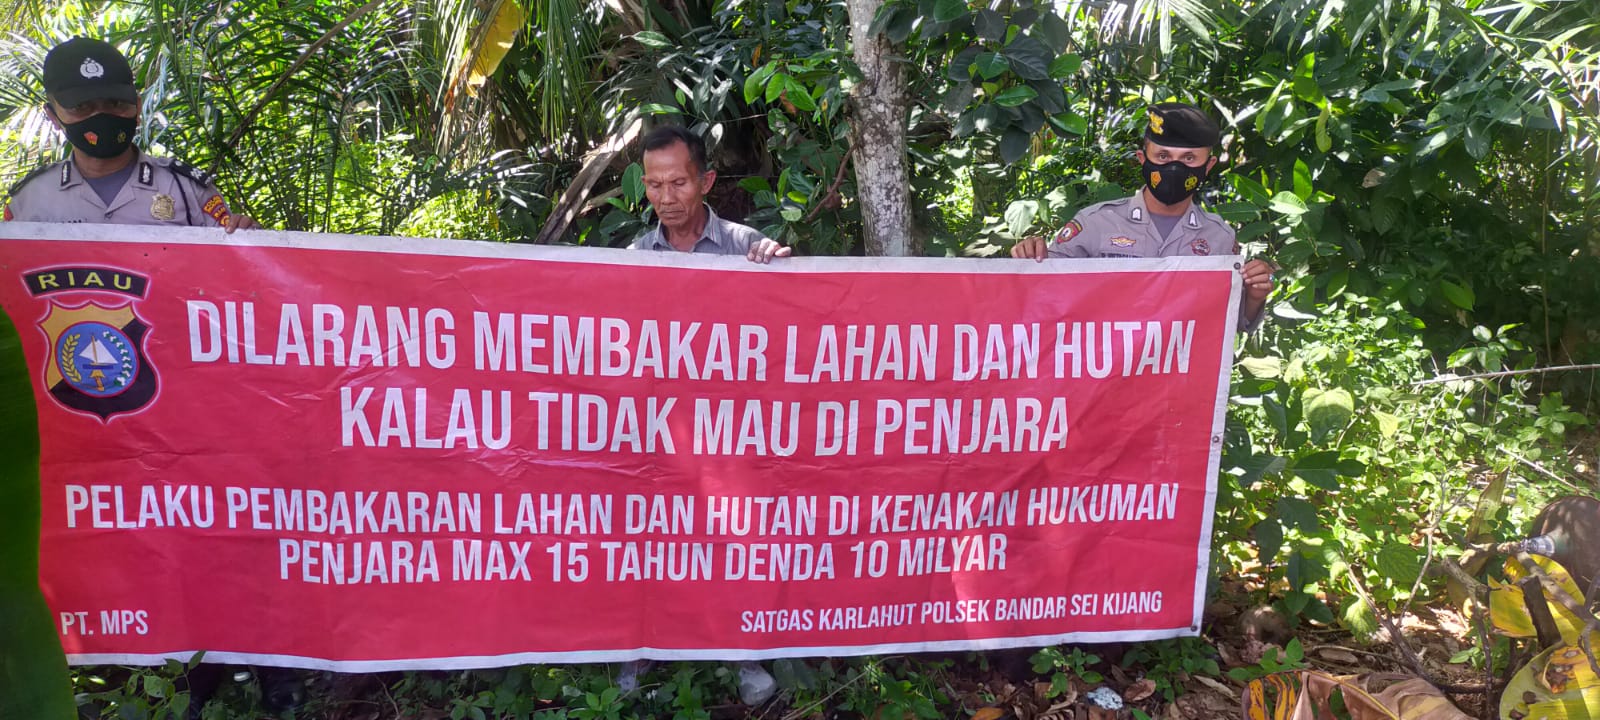 RIAU
DILARANG MEMBAKAR LAHAN DAN HUTAN
KALAU TIDAK MAU DI PENJARA
PELAKU PEMBAKARAN LAHAN DAN HUTAN DI KENAKAN HUKUMAN
PENJARA MAX 15 TAHUN DENDA 10 MILYAR
PT. MPS
SATGAS KARLAHUT POLSEK BANDAR SEI KIJANG